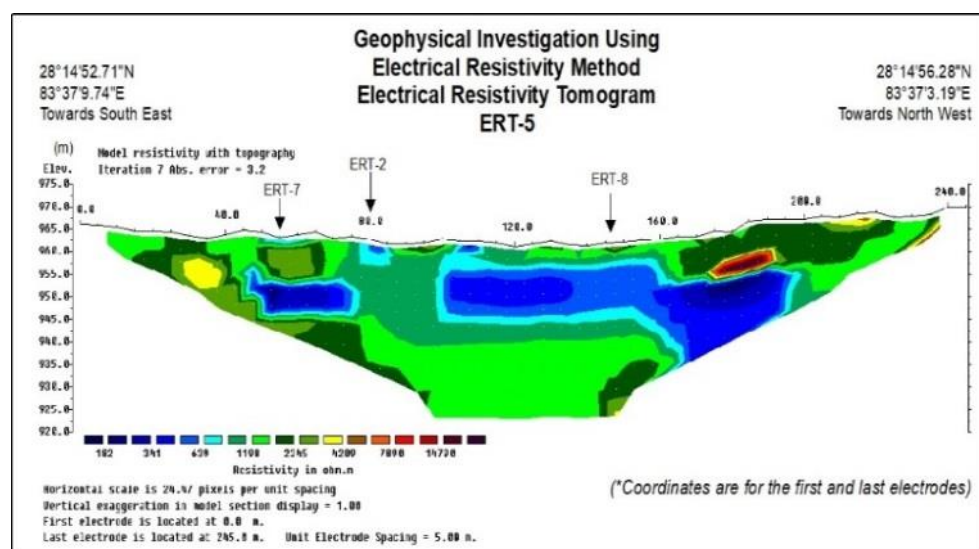 Geophysical Investigation Using
Electrical Resistivity Method
Electrical Resistivity Tomogram
ERT-5
28°14'52.71"N
83°37'9.74"E
Towards South East
28°14'56.28"N
83°37'3.19"E
Towards North West
(m)
Model resistivity with topography
Elev.
Iteration 7 Abs. error = 3.2
ERT-7
ERT-2
ERT-8
0.0
40.0
80.0
120.0
160.0
200.0
240.0
975.0
970.0
965.0
960.0
955.0
950.0
945.0
940.0
935.0
930.0
925.0
920.0
182 341 639 1198 2245 4209 7890 14790
Resistivity in ohm.m
Horizontal scale is 24.47 pixels per unit spacing
Vertical exaggeration in model section display = 1.00
First electrode is located at 0.0 m.
Last electrode is located at 245.0 m. Unit Electrode Spacing = 5.00 m.
(*Coordinates are for the first and last electrodes)